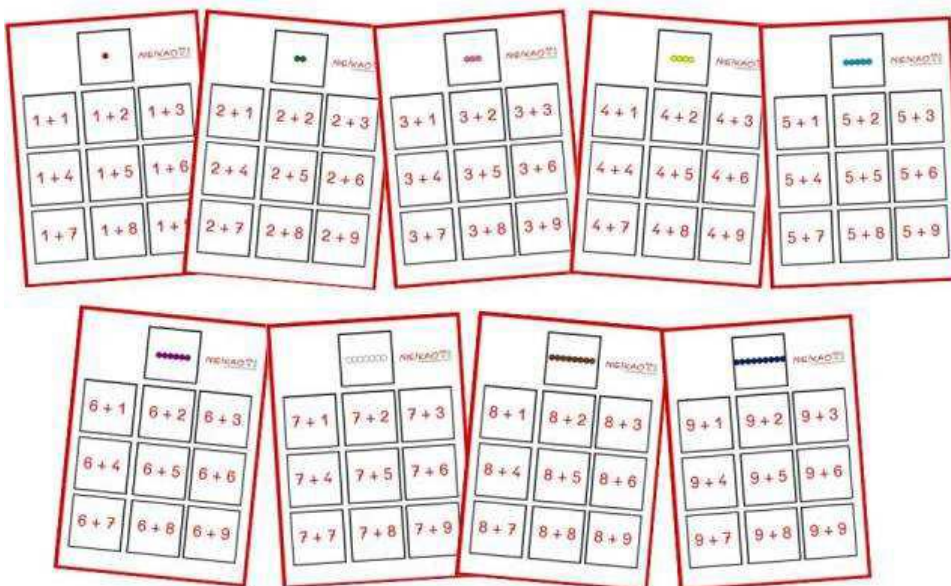 1 + 1 1 + 2 1 + 3
1 + 4 1 + 5 1 + 6
1 + 7 1 + 8 1 +
2 + 1 2 + 2 2 + 3
2 + 4 2 + 5 2 + 6
2 + 7 2 + 8 2 + 9
3 + 1 3 + 2 3 + 3
3 + 4 3 + 5 3 + 6
3 + 7 3 + 8 3 + 9
4 + 1 4 + 2 4 + 3
4 + 4 4 + 5 4 + 6
4 + 7 4 + 8 4 + 9
5 + 1 5 + 2 5 + 3
5 + 4 5 + 5 5 + 6
5 + 7 5 + 8 5 + 9
6 + 1 6 + 2 6 + 3
6 + 4 6 + 5 6 + 6
6 + 7 6 + 8 6 + 9
7 + 1 7 + 2 7 + 3
7 + 4 7 + 5 7 + 6
7 + 7 7 + 8 7 + 9
8 + 1 8 + 2 8 + 3
8 + 4 8 + 5 8 + 6
8 + 7 8 + 8 8 + 9
9 + 1 9 + 2 9 + 3
9 + 4 9 + 5 9 + 6
9 + 7 9 + 8 9 + 9